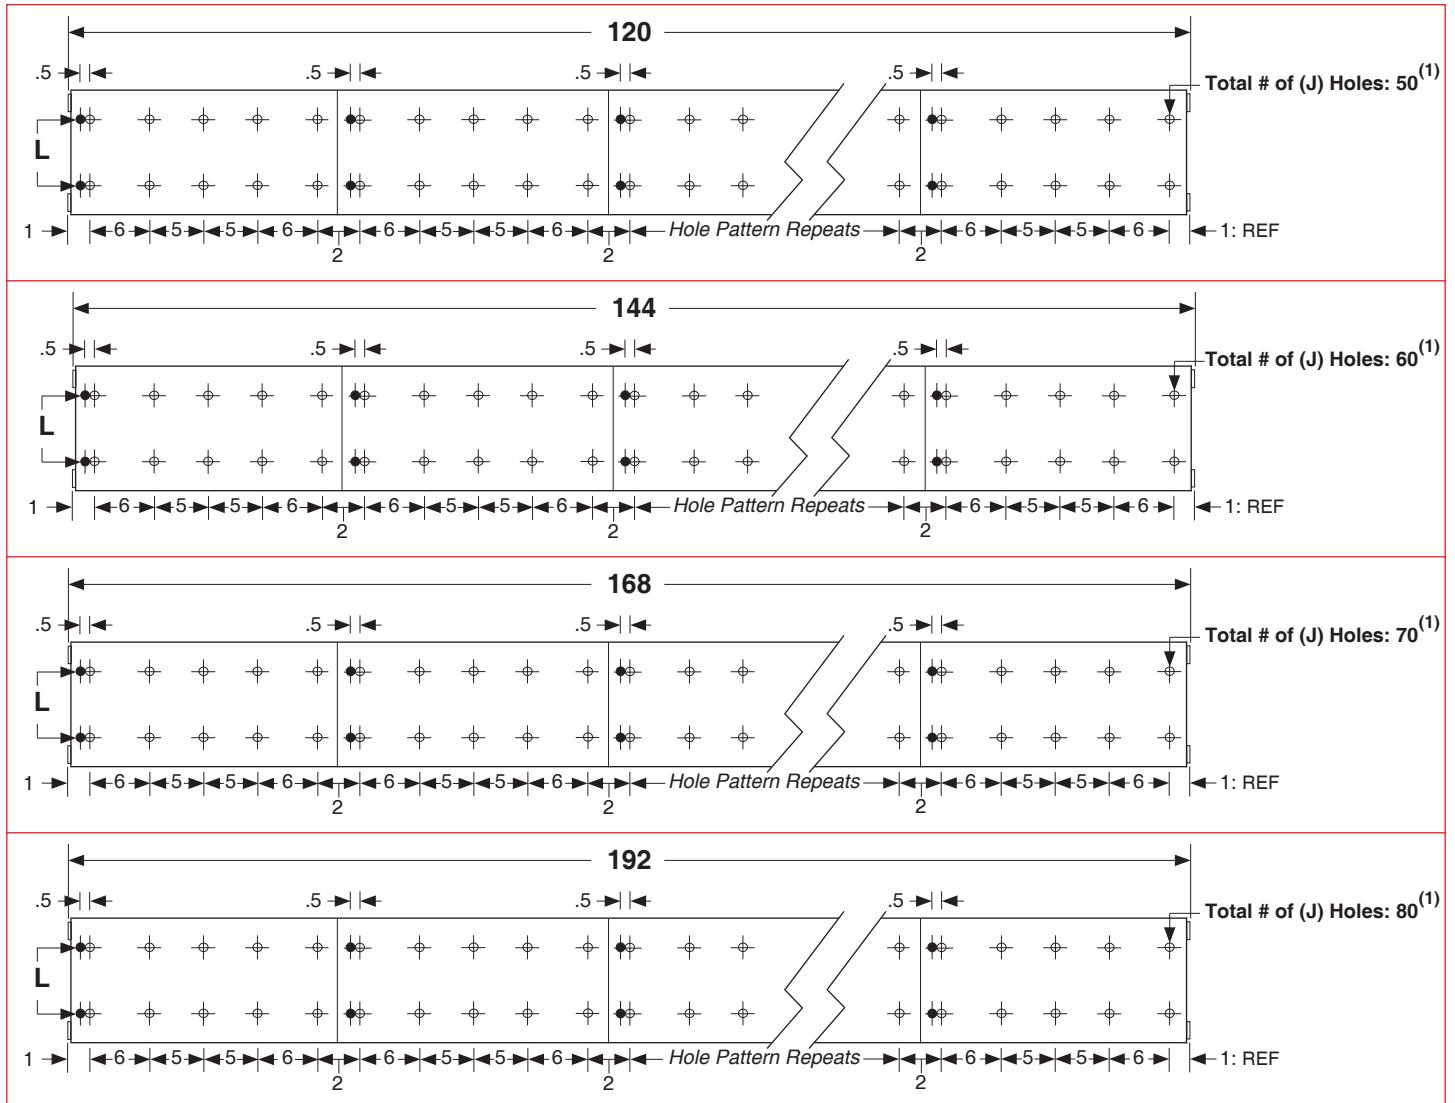 120
.5 .5 .5 .5
Total # of (J) Holes: 50(1)
L
1 6 5 5 6 6 5 5 6 Hole Pattern Repeats 6 5 5 6 1: REF
2 2 2
144
.5 .5 .5 .5
Total # of (J) Holes: 60(1)
L
1 6 5 5 6 6 5 5 6 Hole Pattern Repeats 6 5 5 6 1: REF
2 2 2
168
.5 .5 .5 .5
Total # of (J) Holes: 70(1)
L
1 6 5 5 6 6 5 5 6 Hole Pattern Repeats 6 5 5 6 1: REF
2 2 2
192
.5 .5 .5 .5
Total # of (J) Holes: 80(1)
L
1 6 5 5 6 6 5 5 6 Hole Pattern Repeats 6 5 5 6 1: REF
2 2 2